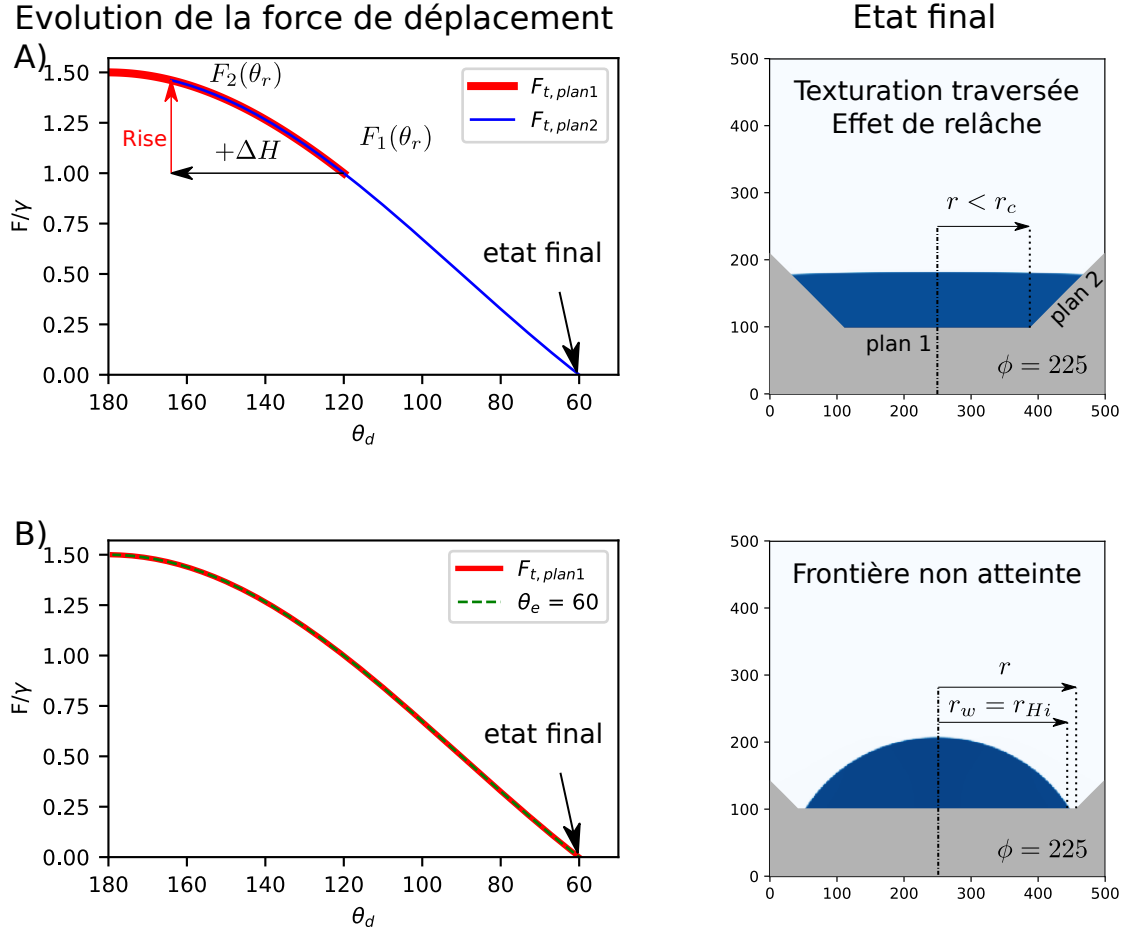 Evolution de la force de déplacement
Etat final
A)
F/γ
1.50
1.25
1.00
0.75
0.50
0.25
0.00
180
160
140
120
100
80
60
θ_d
F_2(θ_r)
Rise
+ΔH
F_1(θ_r)
etat final
F_{t, plan1}
F_{t, plan2}
500
400
300
200
100
0
0
100
200
300
400
500
Texturation traversée
Effet de relâche
r < r_c
plan 1
plan 2
ϕ = 225
B)
F/γ
1.50
1.25
1.00
0.75
0.50
0.25
0.00
180
160
140
120
100
80
60
θ_d
etat final
F_{t, plan1}
θ_e = 60
500
400
300
200
100
0
0
100
200
300
400
500
Frontière non atteinte
r
r_w = r_{Hi}
ϕ = 225